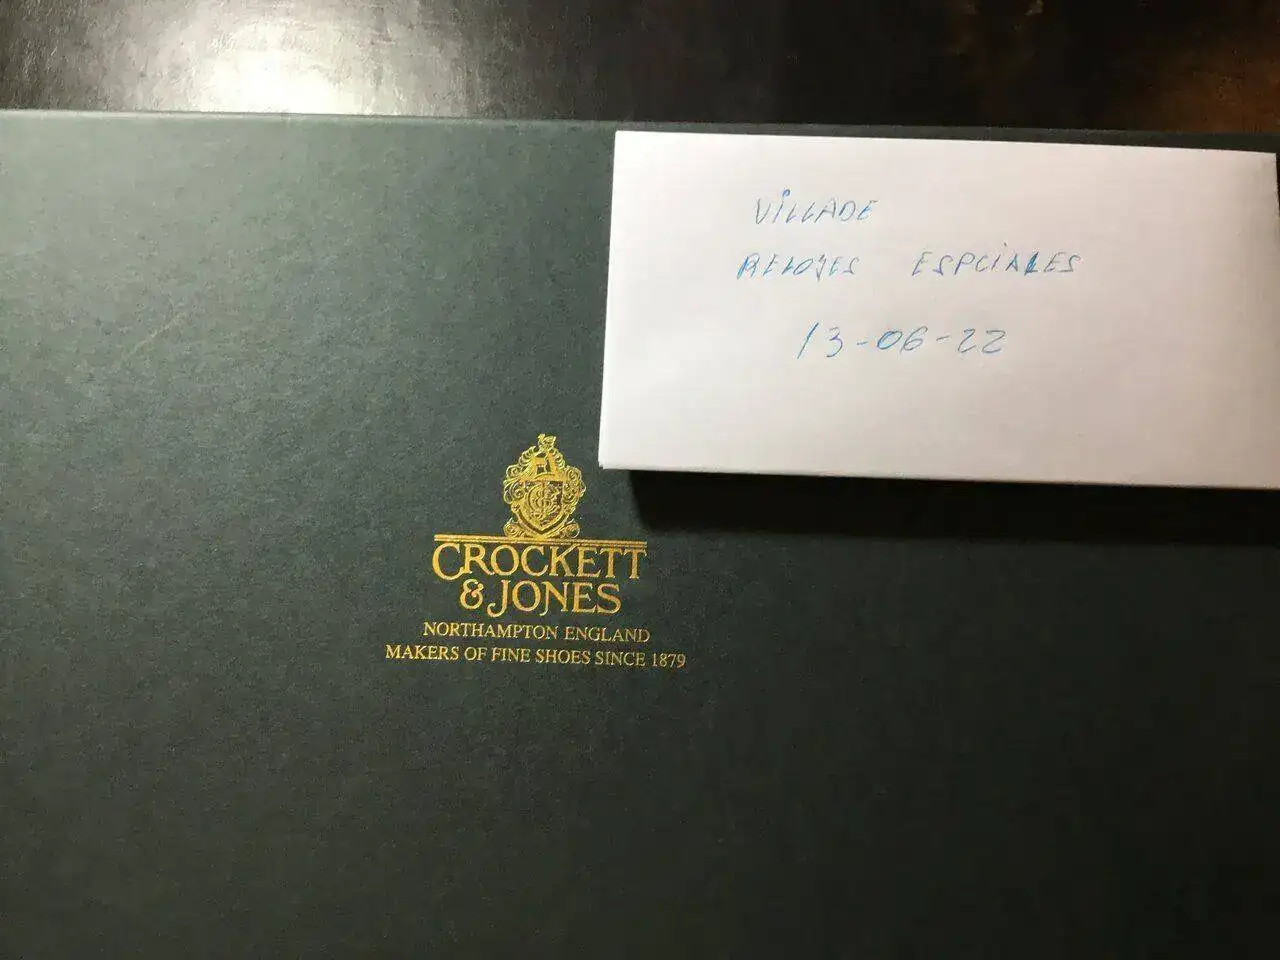 VILLADE
RELOJES ESPCIALES
13-06-22
CROCKETT
& JONES
NORTHAMPTON ENGLAND
MAKERS OF FINE SHOES SINCE 1879